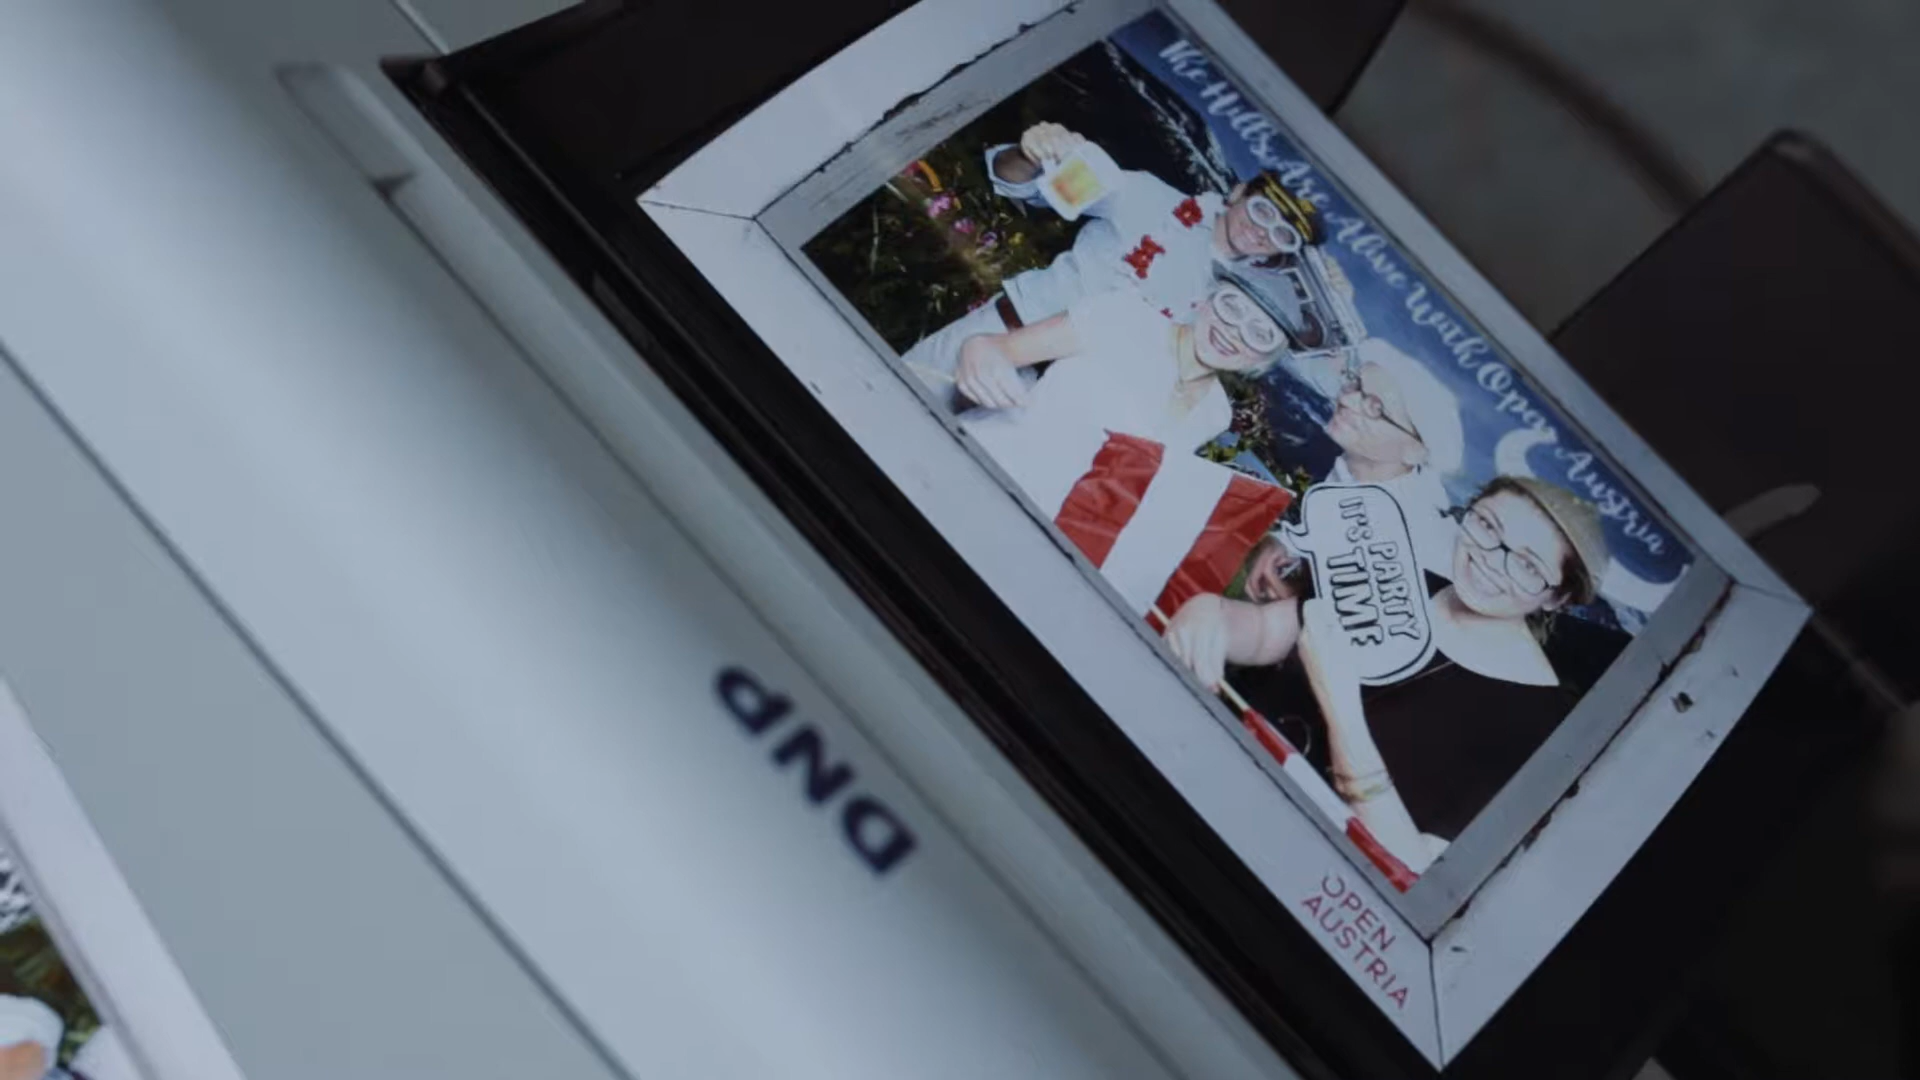 The Hills Are Alive With Open Austria
IT'S PARTY
TIME
OPEN
AUSTRIA
DNP